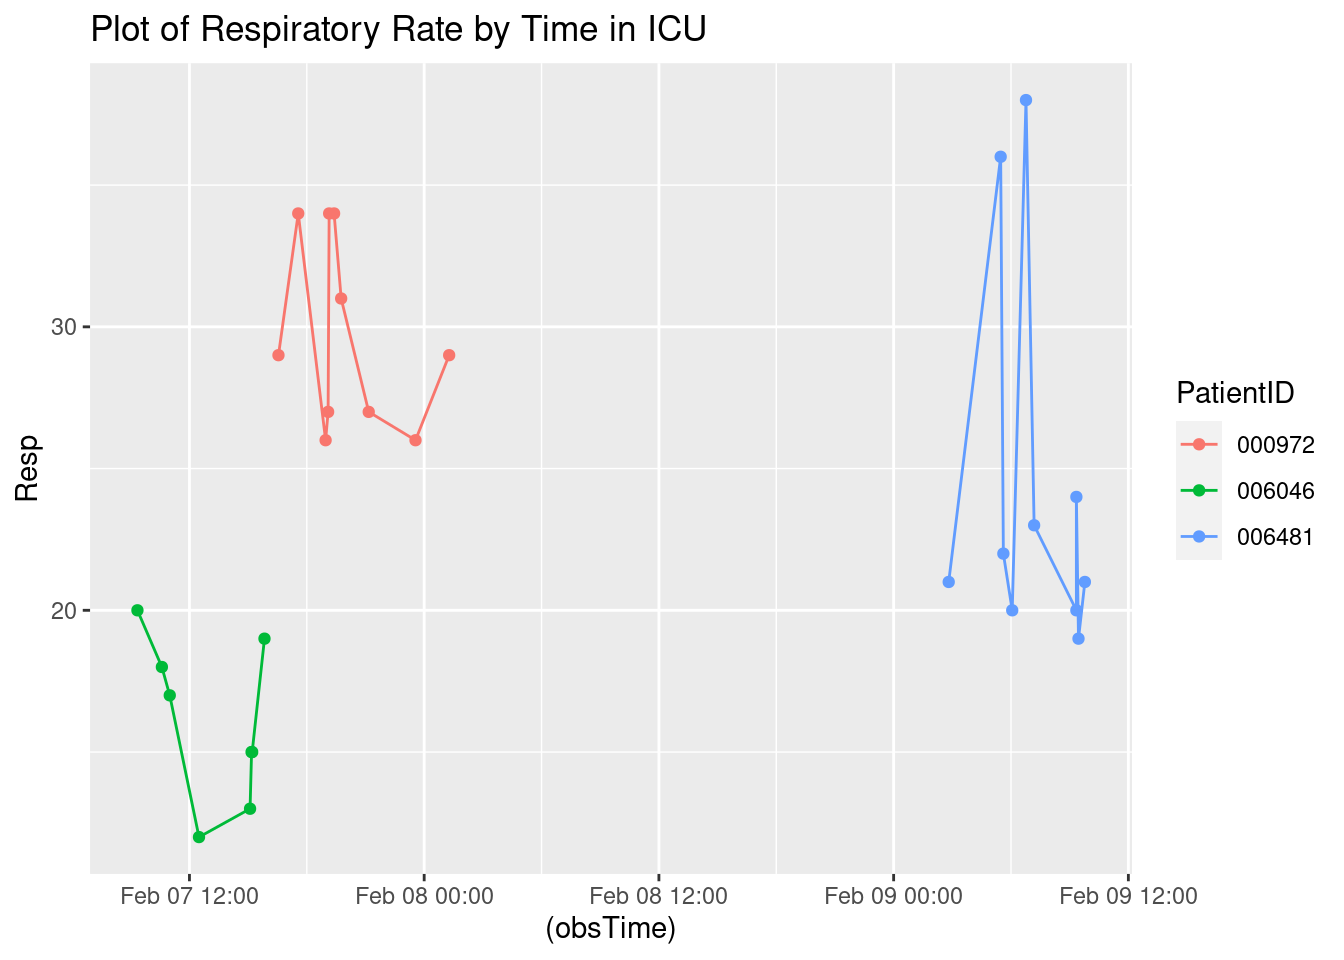 Plot of Respiratory Rate by Time in ICU
Resp
30
20
Feb 07 12:00
Feb 08 00:00
Feb 08 12:00
Feb 09 00:00
Feb 09 12:00
(obsTime)
PatientID
000972
006046
006481